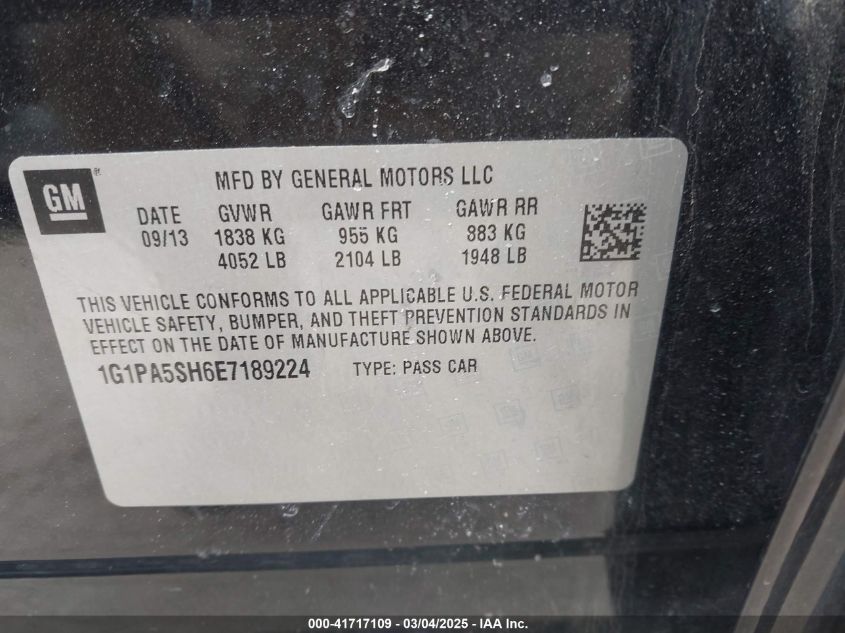 GM ®
MFD BY GENERAL MOTORS LLC
DATE GVWR GAWR FRT GAWR RR
09/13 1838 KG 955 KG 883 KG
4052 LB 2104 LB 1948 LB
THIS VEHICLE CONFORMS TO ALL APPLICABLE U.S. FEDERAL MOTOR
VEHICLE SAFETY, BUMPER, AND THEFT PREVENTION STANDARDS IN
EFFECT ON THE DATE OF MANUFACTURE SHOWN ABOVE.
1G1PA5SH6E7189224 TYPE: PASS CAR
000-41717109 - 03/04/2025 - IAA Inc.